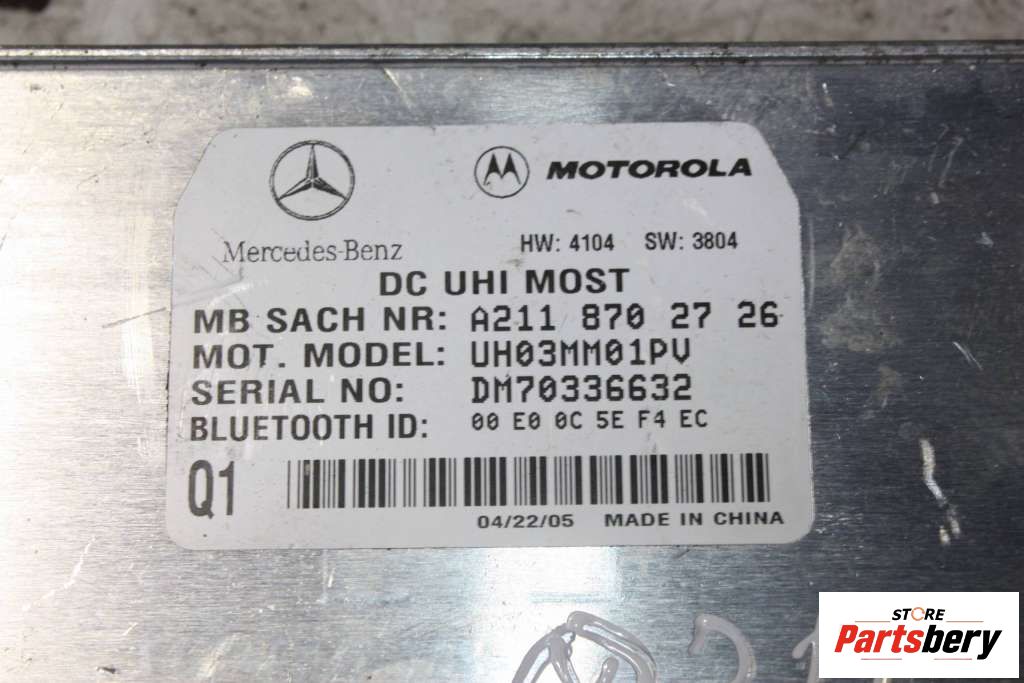 MOTOROLA
Mercedes-Benz
HW: 4104 SW: 3804
DC UHI MOST
MB SACH NR: A211 870 27 26
MOT. MODEL: UH03MM01PV
SERIAL NO: DM70336632
BLUETOOTH ID: 00 E0 0C 5E F4 EC
Q1
04/22/05 MADE IN CHINA
STORE
Partsbery